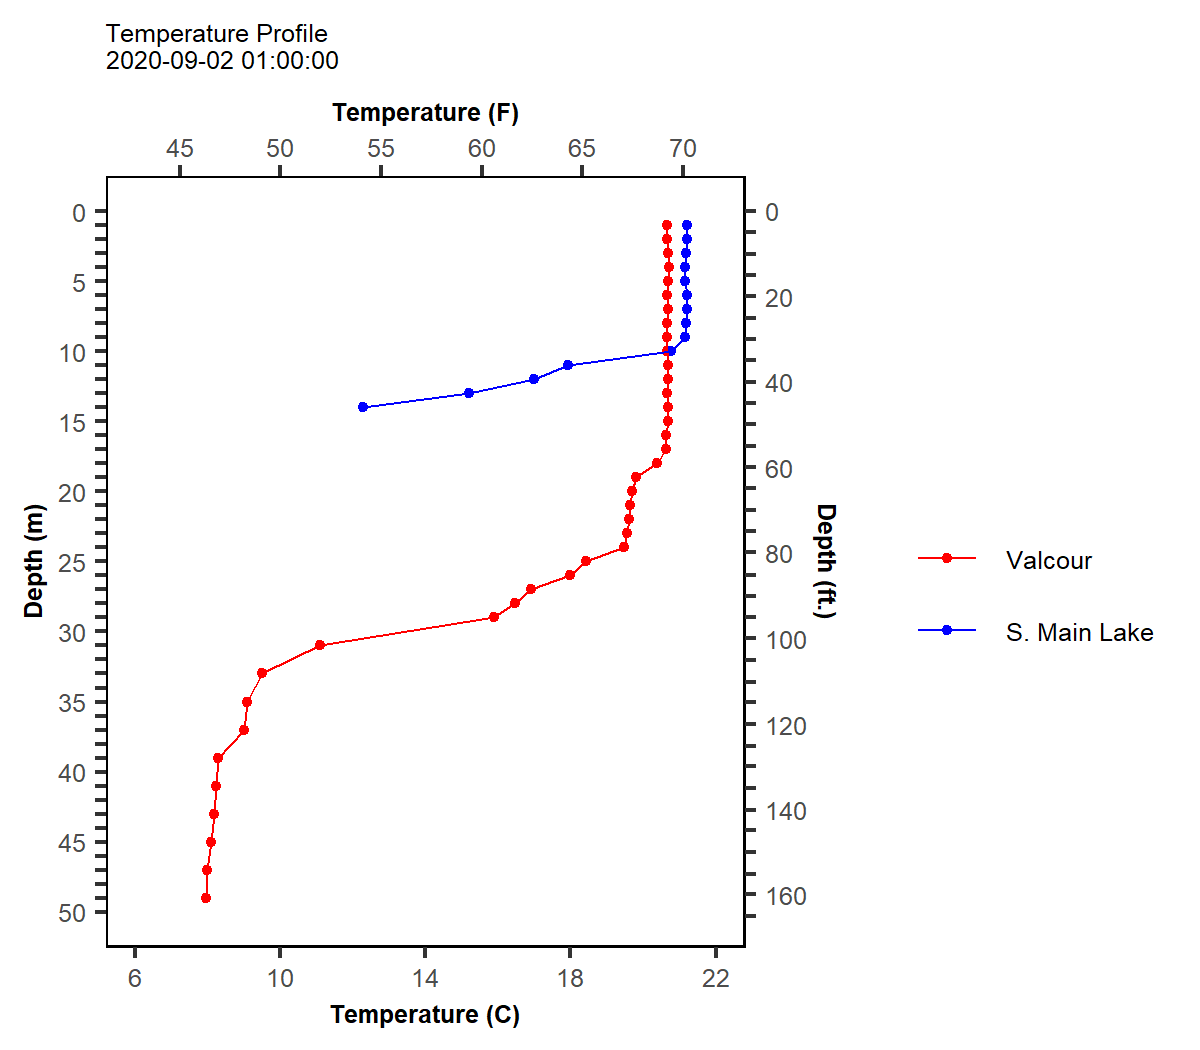 Temperature Profile
2020-09-02 01:00:00
Temperature (F)
45 50 55 60 65 70
0
5
10
15
20
25
30
35
40
45
50
Depth (m)
0
20
40
60
80
100
120
140
160
Depth (ft.)
Valcour
S. Main Lake
6 10 14 18 22
Temperature (C)